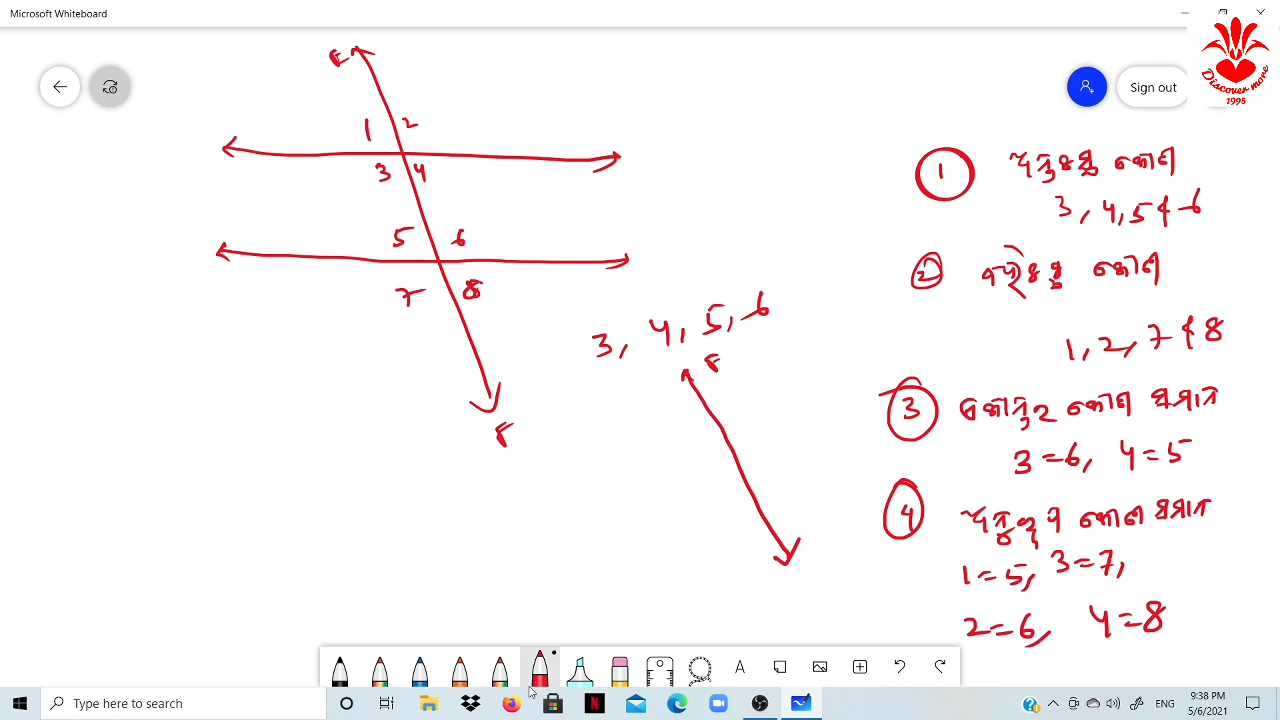 Microsoft Whiteboard
Discover more
1995
Sign out
E
1 2
3 4
5 6
7 8
F
3, 4, 5, 6
E
1 ଅନ୍ତଃସ୍ଥ କୋଣ
3, 4, 5 & 6
2 ବହିଃସ୍ଥ କୋଣ
1, 2, 7 & 8
3 ଏକାନ୍ତର କୋଣ ସମାନ
3 = 6, 4 = 5
4 ଅନୁରୂପ କୋଣ ସମାନ
1 = 5, 3 = 7,
2 = 6, 4 = 8
A
Type here to search
ENG
9:38 PM
5/6/2021